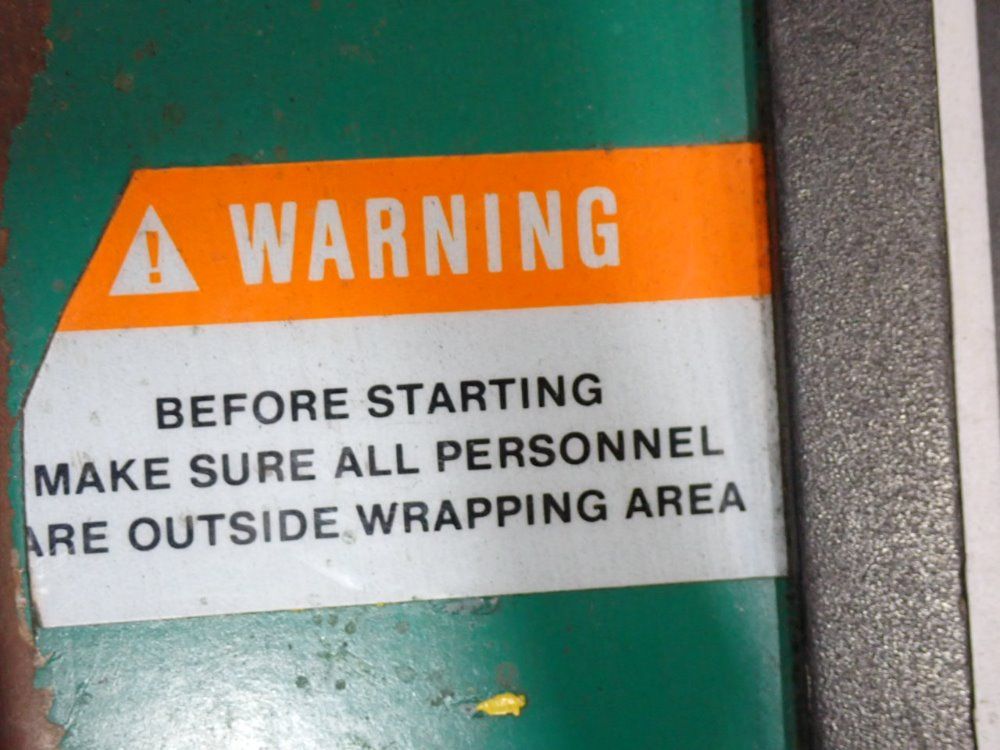 WARNING
BEFORE STARTING
MAKE SURE ALL PERSONNEL
ARE OUTSIDE WRAPPING AREA